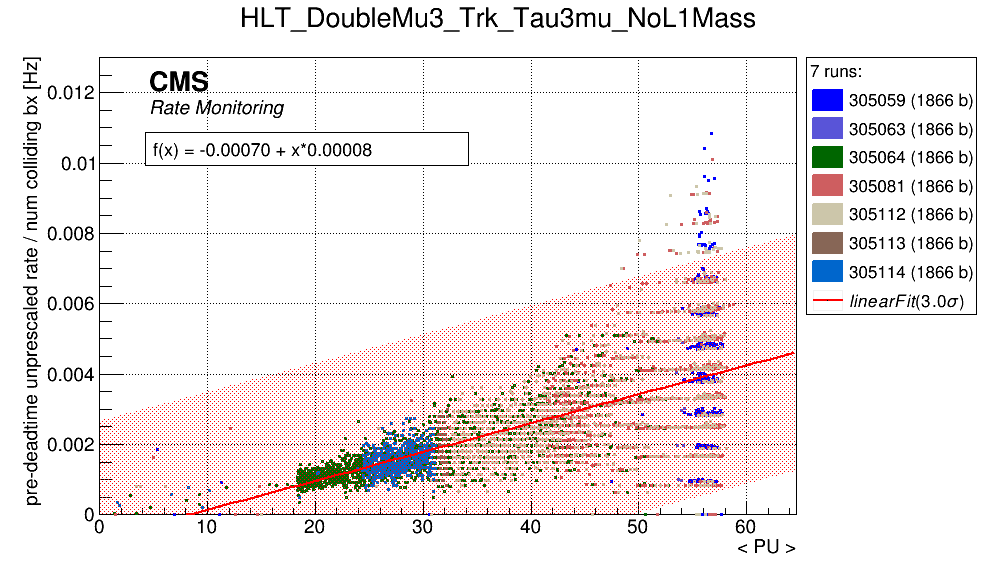 HLT_DoubleMu3_Trk_Tau3mu_NoL1Mass
pre-deadtime unprescaled rate / num colliding bx [Hz]
CMS
Rate Monitoring
f(x) = -0.00070 + x*0.00008
0.012
0.01
0.008
0.006
0.004
0.002
0
0 10 20 30 40 50 60
< PU >
7 runs:
305059 (1866 b)
305063 (1866 b)
305064 (1866 b)
305081 (1866 b)
305112 (1866 b)
305113 (1866 b)
305114 (1866 b)
linearFit(3.0σ)